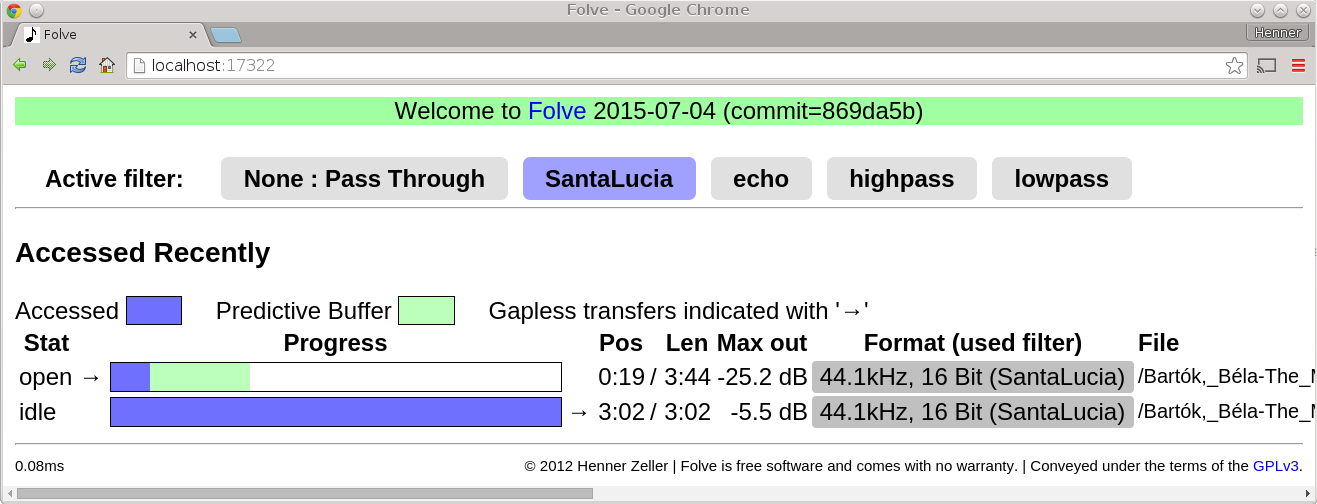 Folve - Google Chrome
Folve
Henner
localhost:17322
Welcome to Folve 2015-07-04 (commit=869da5b)
Active filter: None : Pass Through SantaLucia echo highpass lowpass
Accessed Recently
Accessed Predictive Buffer Gapless transfers indicated with '→'
Stat Progress Pos Len Max out Format (used filter) File
open → 0:19 / 3:44 -25.2 dB 44.1kHz, 16 Bit (SantaLucia) /Bartók,_Béla-The_
idle → 3:02 / 3:02 -5.5 dB 44.1kHz, 16 Bit (SantaLucia) /Bartók,_Béla-The_
0.08ms © 2012 Henner Zeller | Folve is free software and comes with no warranty. | Conveyed under the terms of the GPLv3.